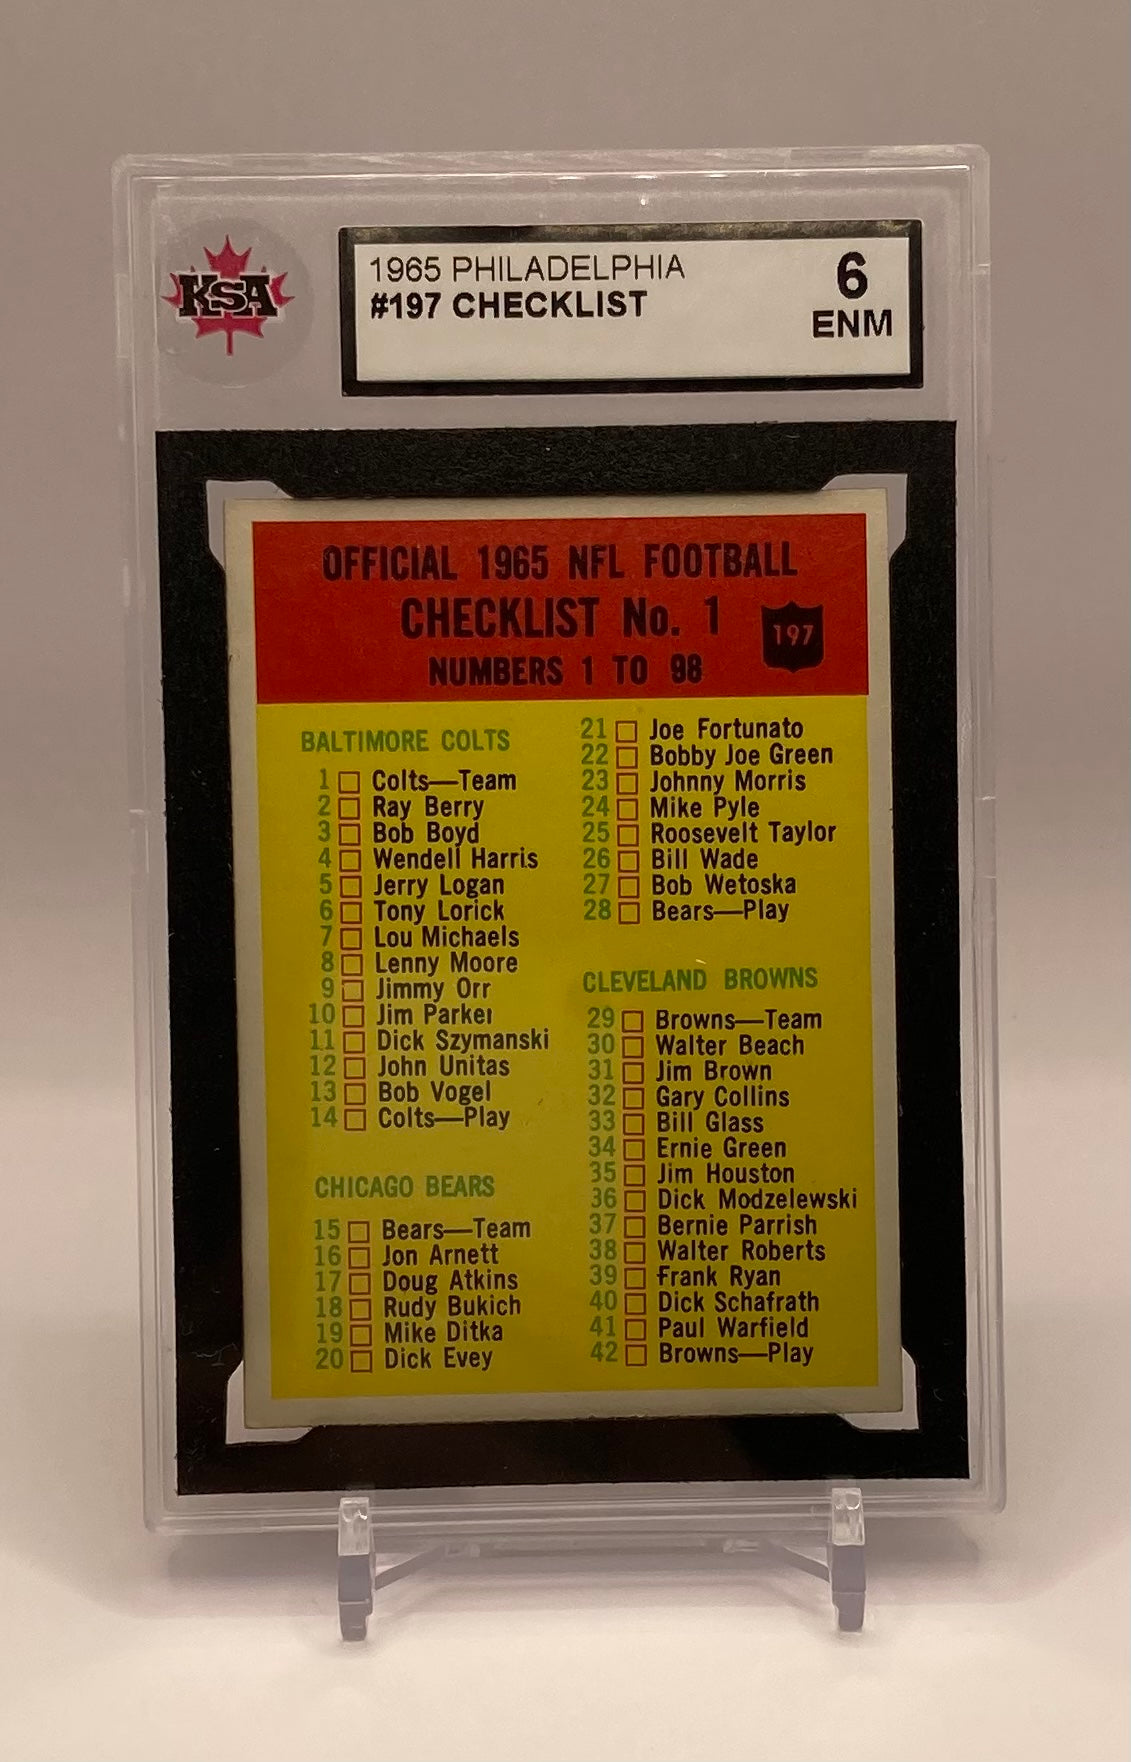 KSA
1965 PHILADELPHIA
#197 CHECKLIST
6
ENM
OFFICIAL 1965 NFL FOOTBALL
CHECKLIST No. 1
197
NUMBERS 1 TO 98
BALTIMORE COLTS
1 Colts—Team
2 Ray Berry
3 Bob Boyd
4 Wendell Harris
5 Jerry Logan
6 Tony Lorick
7 Lou Michaels
8 Lenny Moore
9 Jimmy Orr
10 Jim Parker
11 Dick Szymanski
12 John Unitas
13 Bob Vogel
14 Colts—Play
CHICAGO BEARS
15 Bears—Team
16 Jon Arnett
17 Doug Atkins
18 Rudy Bukich
19 Mike Ditka
20 Dick Evey
21 Joe Fortunato
22 Bobby Joe Green
23 Johnny Morris
24 Mike Pyle
25 Roosevelt Taylor
26 Bill Wade
27 Bob Wetoska
28 Bears—Play
CLEVELAND BROWNS
29 Browns—Team
30 Walter Beach
31 Jim Brown
32 Gary Collins
33 Bill Glass
34 Ernie Green
35 Jim Houston
36 Dick Modzelewski
37 Bernie Parrish
38 Walter Roberts
39 Frank Ryan
40 Dick Schafrath
41 Paul Warfield
42 Browns—Play